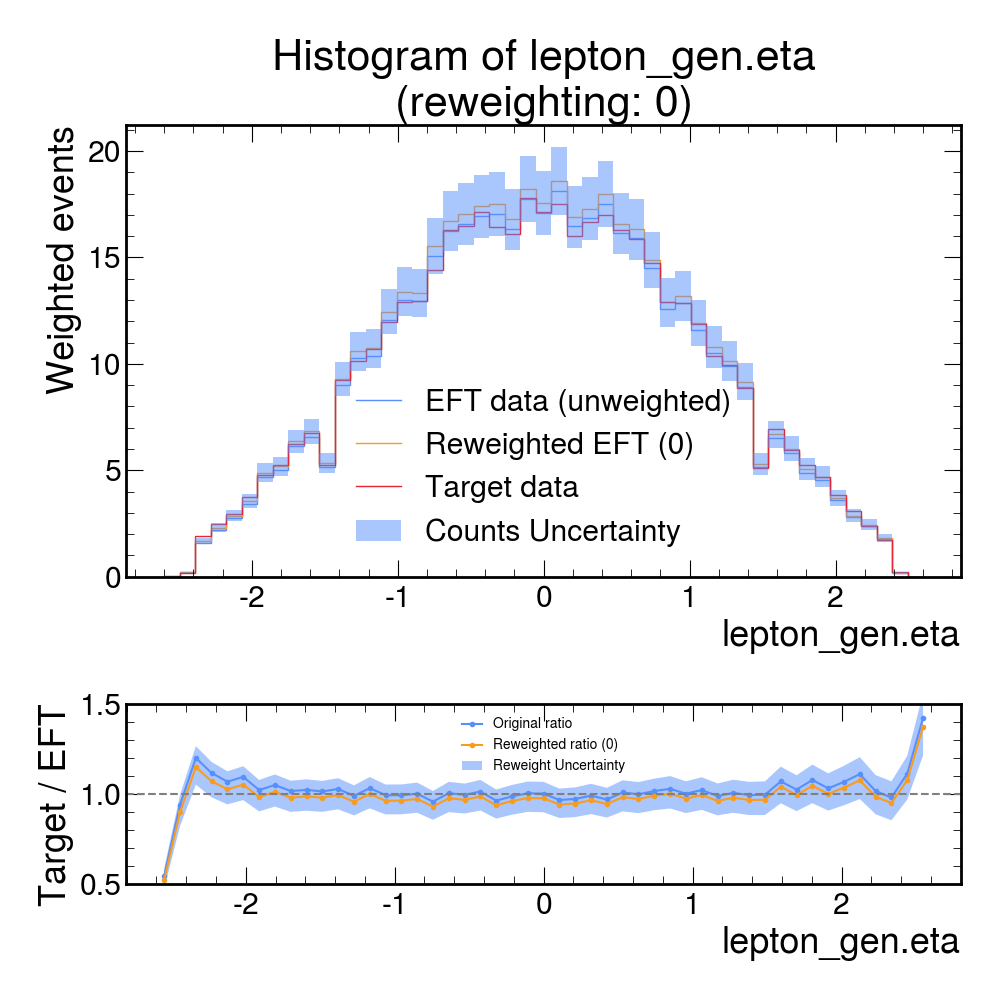 Histogram of lepton_gen.eta
(reweighting: 0)
Weighted events
20
15
10
5
0
EFT data (unweighted)
Reweighted EFT (0)
Target data
Counts Uncertainty
-2 -1 0 1 2
lepton_gen.eta
Target / EFT
1.5
1.0
0.5
Original ratio
Reweighted ratio (0)
Reweight Uncertainty
-2 -1 0 1 2
lepton_gen.eta